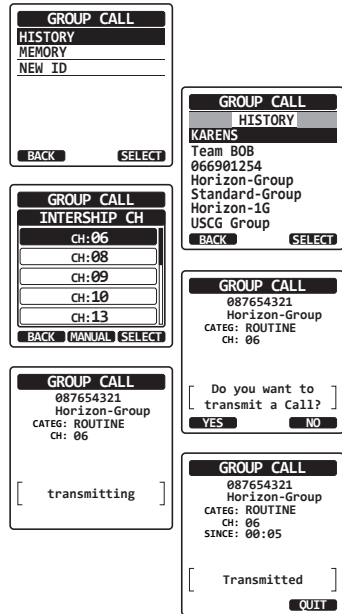 GROUP CALL
HISTORY
MEMORY
NEW ID
BACK SELECT
GROUP CALL
HISTORY
KARENS
Team BOB
066901254
Horizon-Group
Standard-Group
Horizon-1G
USCG Group
BACK SELECT
GROUP CALL
INTERSHIP CH
CH:06
CH:08
CH:09
CH:10
CH:13
BACK MANUAL SELECT
GROUP CALL
087654321
Horizon-Group
CATEG: ROUTINE
CH: 06
Do you want to
transmit a Call?
YES NO
GROUP CALL
087654321
Horizon-Group
CATEG: ROUTINE
CH: 06
transmitting
GROUP CALL
087654321
Horizon-Group
CATEG: ROUTINE
CH: 06
SINCE: 00:05
Transmitted
QUIT